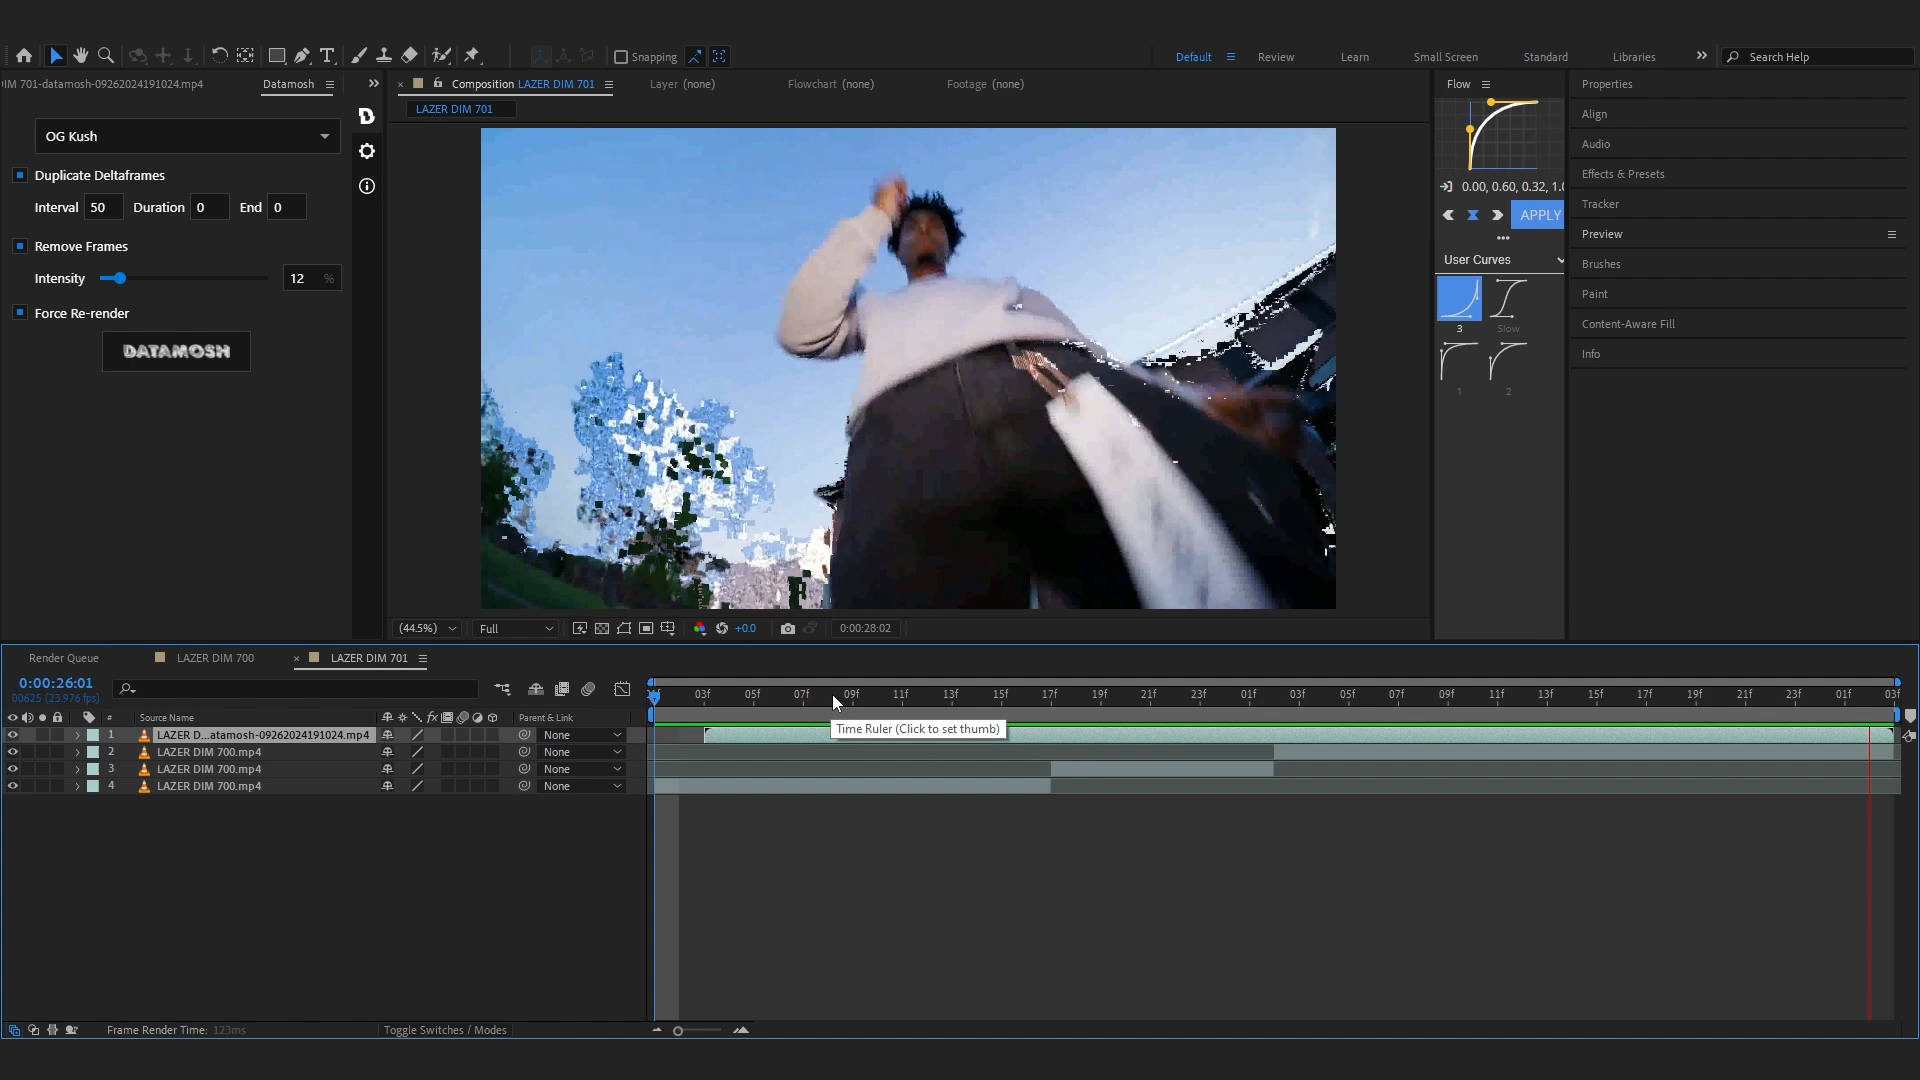 Snapping
Default
Review
Learn
Small Screen
Standard
Libraries
Search Help
IM 701-datamosh-09262024191024.mp4
Datamosh
Composition LAZER DIM 701
Layer (none)
Flowchart (none)
Footage (none)
Flow
Properties
LAZER DIM 701
Align
OG Kush
Audio
Duplicate Deltaframes
Effects & Presets
0.00, 0.60, 0.32, 1.0
Interval 50 Duration 0 End 0
APPLY
Tracker
Preview
Remove Frames
User Curves
Brushes
Intensity 12 %
Paint
Force Re-render
3
Slow
Content-Aware Fill
DATAMOSH
Info
1
2
(44.5%)
Full
+0.0
0:00:28:02
Render Queue
LAZER DIM 700
LAZER DIM 701
0:00:26:01
00625 (23.976 fps)
03f 05f 07f 09f 11f 13f 15f 17f 19f 21f 23f 01f 03f 05f 07f 09f 11f 13f 15f 17f 19f 21f 23f 01f 03f
# Source Name
fx
Parent & Link
Time Ruler (Click to set thumb)
1 LAZER D...atamosh-09262024191024.mp4 None
2 LAZER DIM 700.mp4 None
3 LAZER DIM 700.mp4 None
4 LAZER DIM 700.mp4 None
Frame Render Time: 123ms
Toggle Switches / Modes